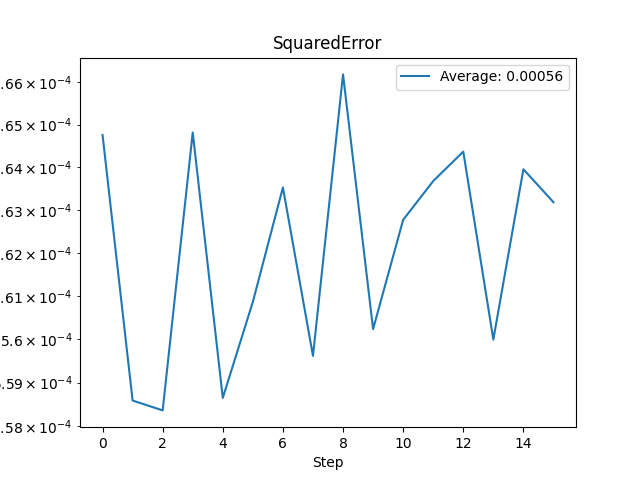 SquaredError
Average: 0.00056
.66 × 10⁻⁴
.65 × 10⁻⁴
.64 × 10⁻⁴
.63 × 10⁻⁴
.62 × 10⁻⁴
.61 × 10⁻⁴
5.6 × 10⁻⁴
.59 × 10⁻⁴
.58 × 10⁻⁴
0 2 4 6 8 10 12 14
Step